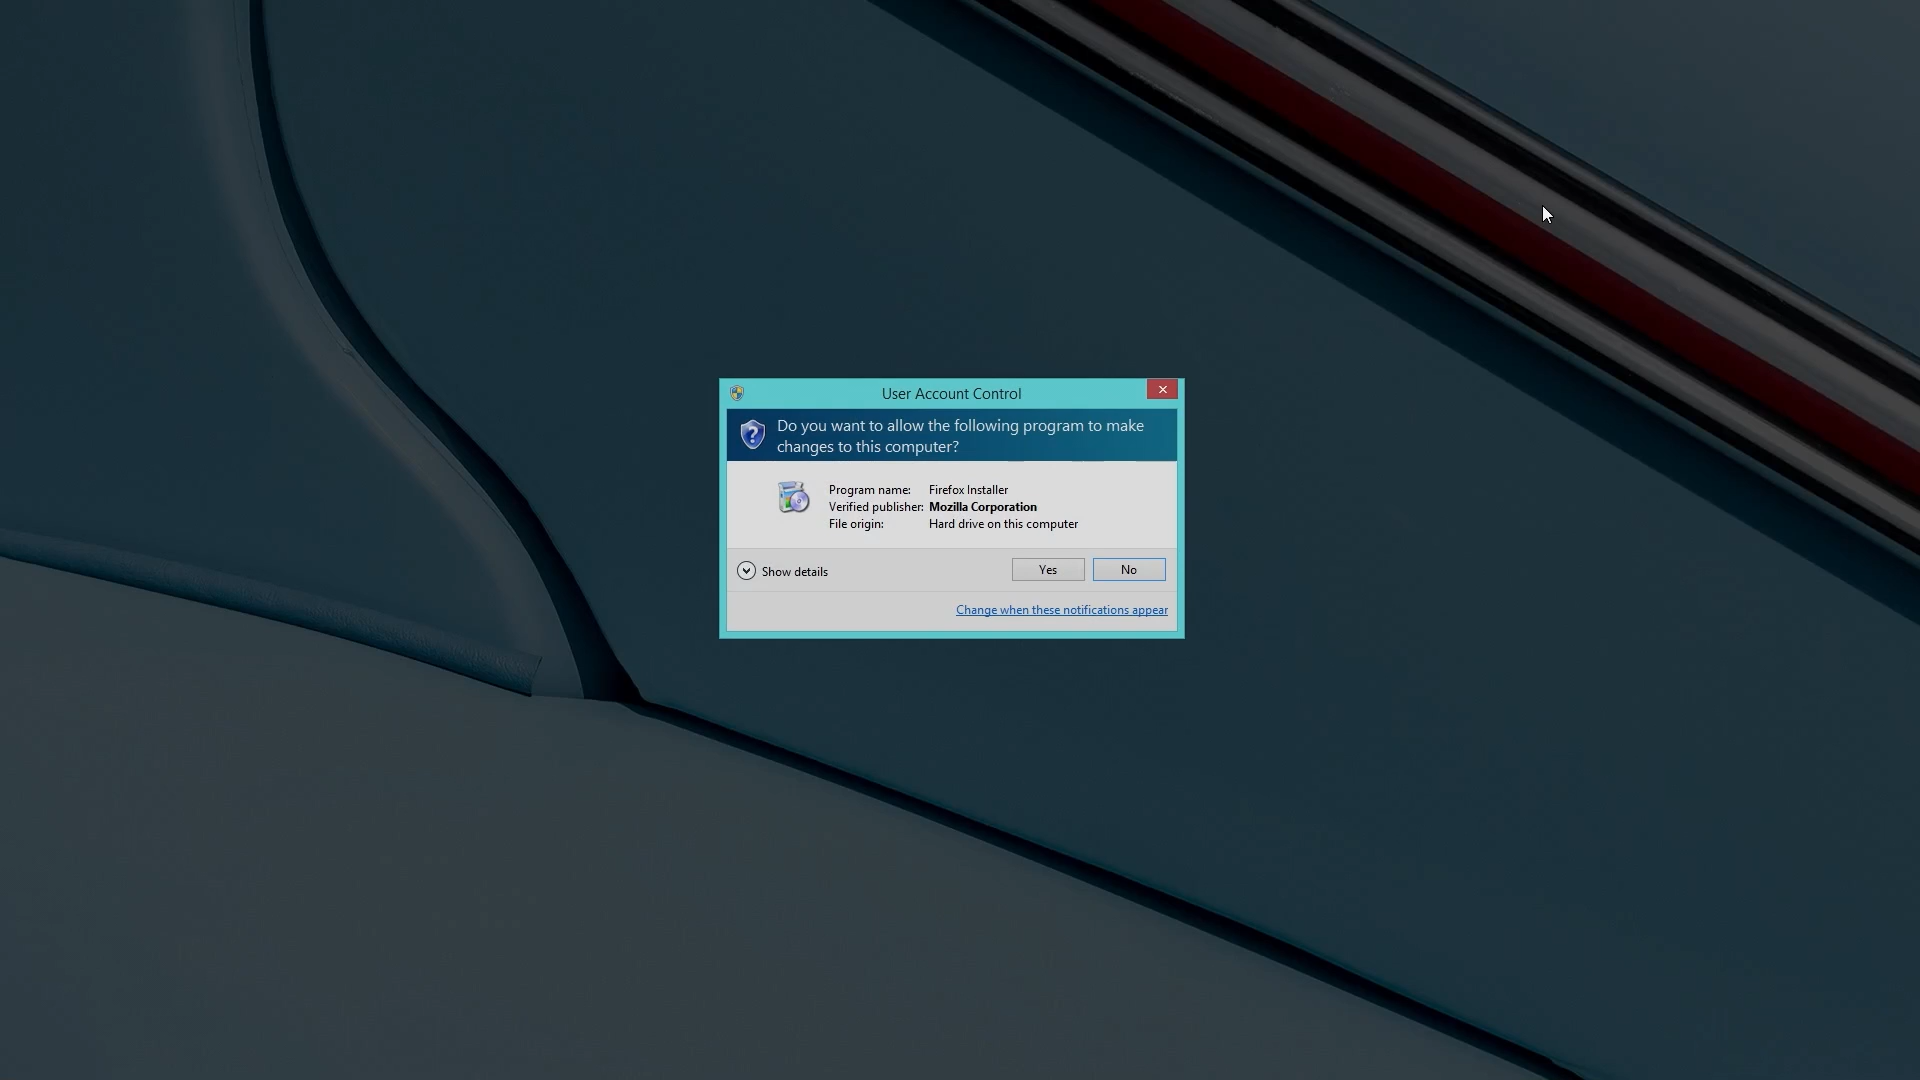 User Account Control
Do you want to allow the following program to make
changes to this computer?
Program name: Firefox Installer
Verified publisher: Mozilla Corporation
File origin: Hard drive on this computer
Show details
Yes
No
Change when these notifications appear